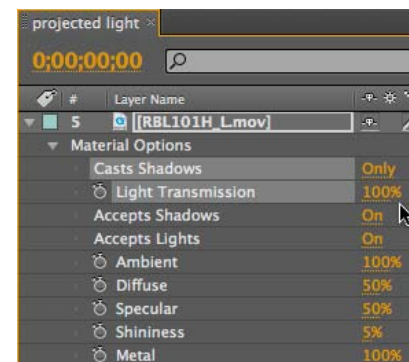 projected light ×
0;00;00;00
# Layer Name
5 [RBL101H_L.mov]
Material Options
Casts Shadows Only
Light Transmission 100%
Accepts Shadows On
Accepts Lights On
Ambient 100%
Diffuse 50%
Specular 50%
Shininess 5%
Metal 100%